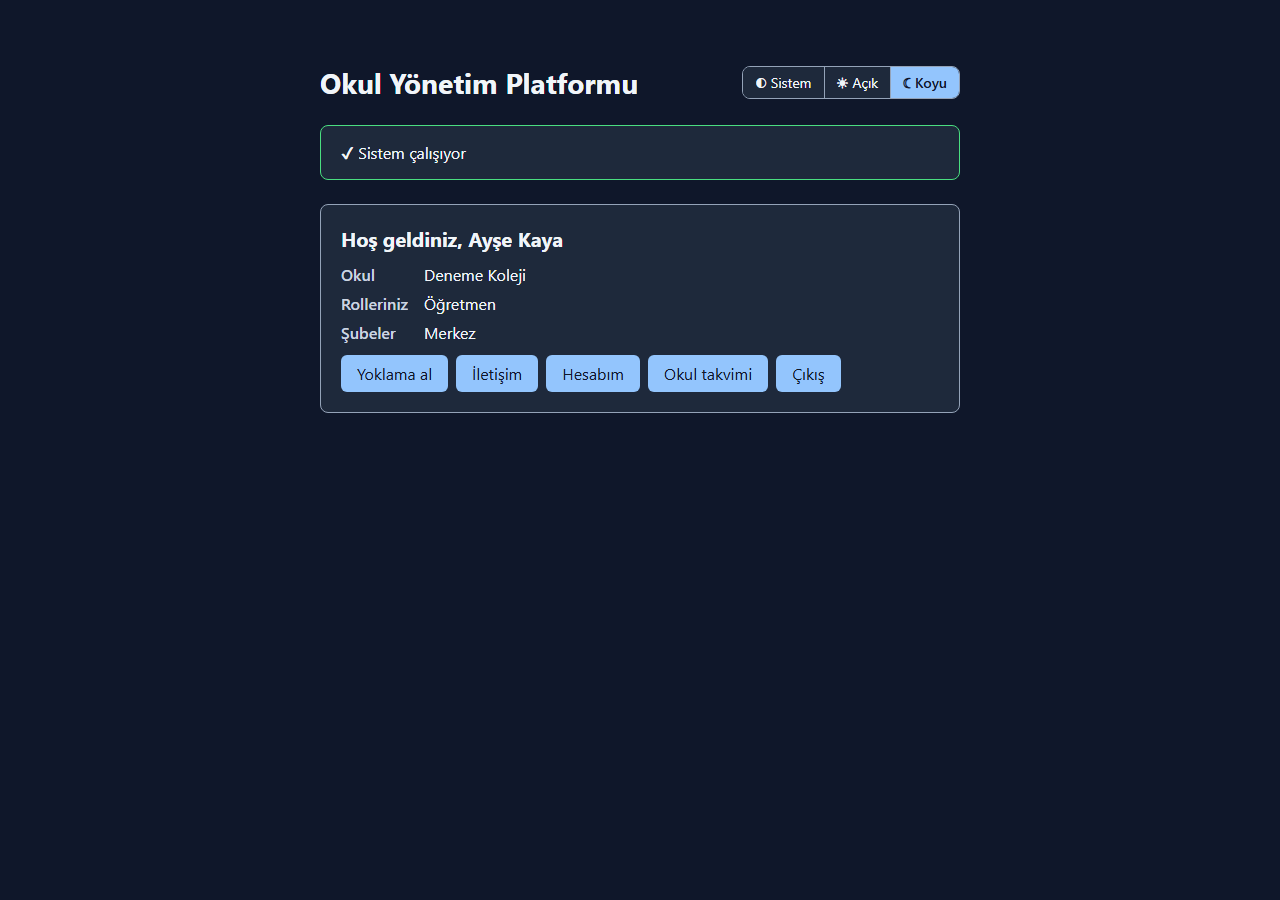 Okul Yönetim Platformu
◐ Sistem ☀ Açık ☾ Koyu
✓ Sistem çalışıyor
Hoş geldiniz, Ayşe Kaya
Okul Deneme Koleji
Rolleriniz Öğretmen
Şubeler Merkez
Yoklama al İletişim Hesabım Okul takvimi Çıkış